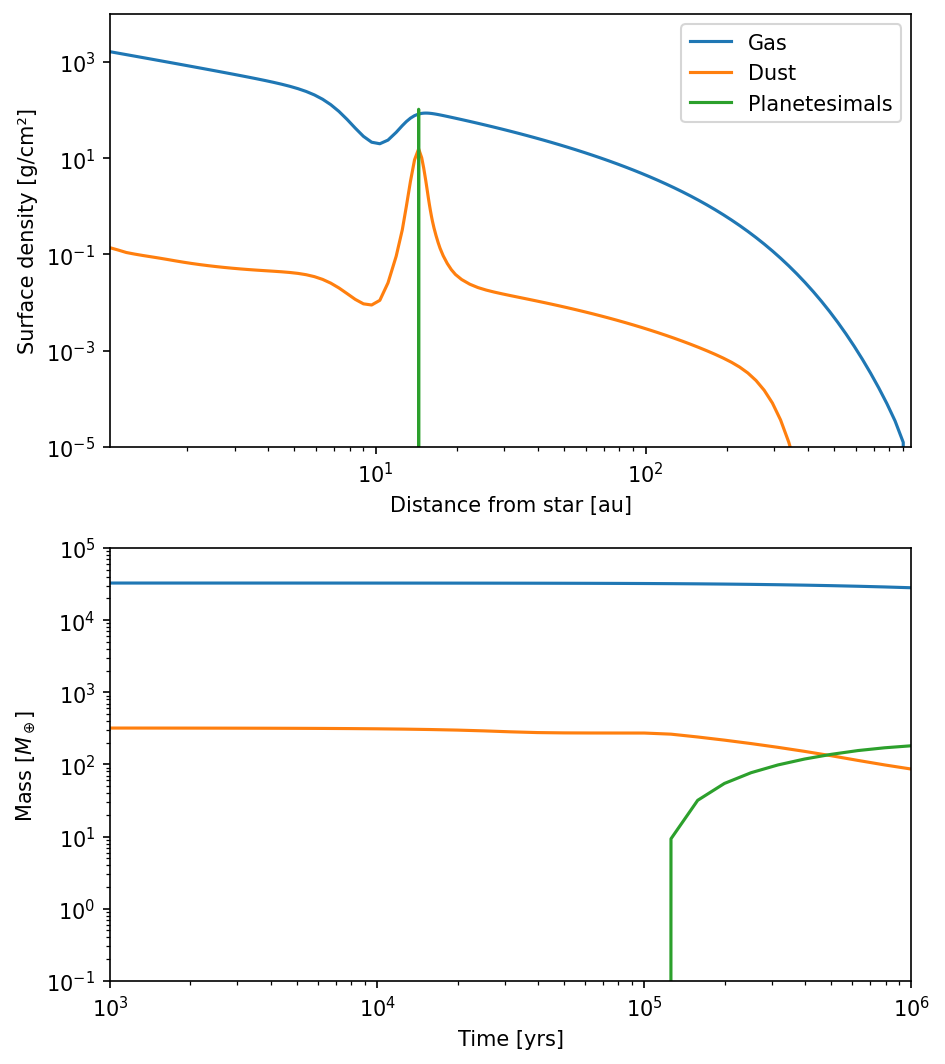 Gas
Dust
Planetesimals
10³
10¹
10⁻¹
10⁻³
10⁻⁵
Surface density [g/cm²]
10¹
10²
Distance from star [au]
10⁵
10⁴
10³
10²
10¹
10⁰
10⁻¹
Mass [M⊕]
10³
10⁴
10⁵
10⁶
Time [yrs]